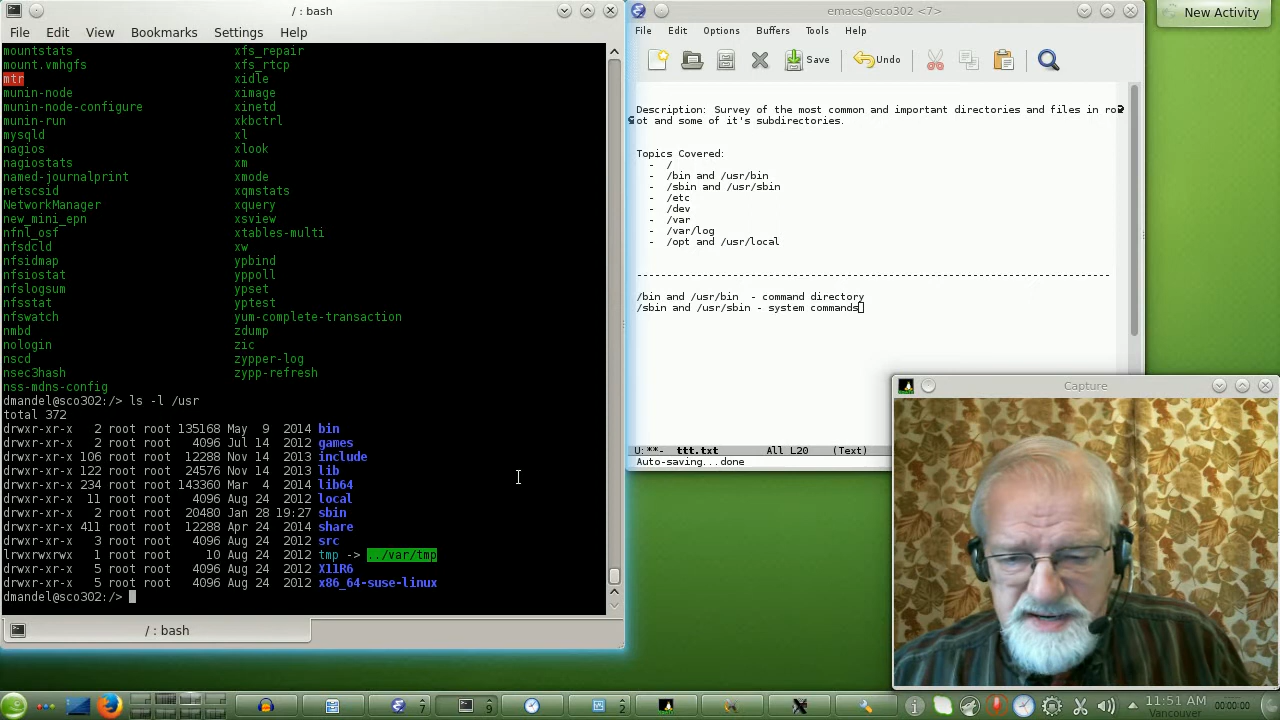 / : bash
File Edit View Bookmarks Settings Help
mountstats xfs_repair
mount.vmhgfs xfs_rtcp
mtr xidle
munin-node ximage
munin-node-configure xinetd
munin-run xkbctrl
mysqld xl
nagios xlook
nagiostats xm
named-journalprint xmode
netscsid xqmstats
NetworkManager xquery
new_mini_epn xsview
nfnl_osf xtables-multi
nfsdcld xw
nfsidmap ypbind
nfsiostat yppoll
nfslogsum ypset
nfsstat yptest
nfswatch yum-complete-transaction
nmbd zdump
nologin zic
nscd zypper-log
nsec3hash zypp-refresh
nss-mdns-config
dmandel@sco302:/> ls -l /usr
total 372
drwxr-xr-x 2 root root 135168 May 9 2014 bin
drwxr-xr-x 2 root root 4096 Jul 14 2012 games
drwxr-xr-x 106 root root 12288 Nov 14 2013 include
drwxr-xr-x 122 root root 24576 Nov 14 2013 lib
drwxr-xr-x 234 root root 143360 Mar 4 2014 lib64
drwxr-xr-x 11 root root 4096 Aug 24 2012 local
drwxr-xr-x 2 root root 20480 Jan 28 19:27 sbin
drwxr-xr-x 411 root root 12288 Apr 24 2014 share
drwxr-xr-x 3 root root 4096 Aug 24 2012 src
lrwxrwxrwx 1 root root 10 Aug 24 2012 tmp -> ../var/tmp
drwxr-xr-x 5 root root 4096 Aug 24 2012 X11R6
drwxr-xr-x 5 root root 4096 Aug 24 2012 x86_64-suse-linux
dmandel@sco302:/>
/ : bash
emacs@sco302 <7>
File Edit Options Buffers Tools Help
Save Undo
Description: Survey of the most common and important directories and files in ro
ot and some of it's subdirectories.
Topics Covered:
- /
- /bin and /usr/bin
- /sbin and /usr/sbin
- /etc
- /dev
- /var
- /var/log
- /opt and /usr/local
--------------------------------------------------------------------------------
/bin and /usr/bin - command directory
/sbin and /usr/sbin - system commands
U:**- ttt.txt All L20 (Text)
Auto-saving...done
New Activity
Capture
7 9 2
11:51 AM
Vancouver
00:00:00